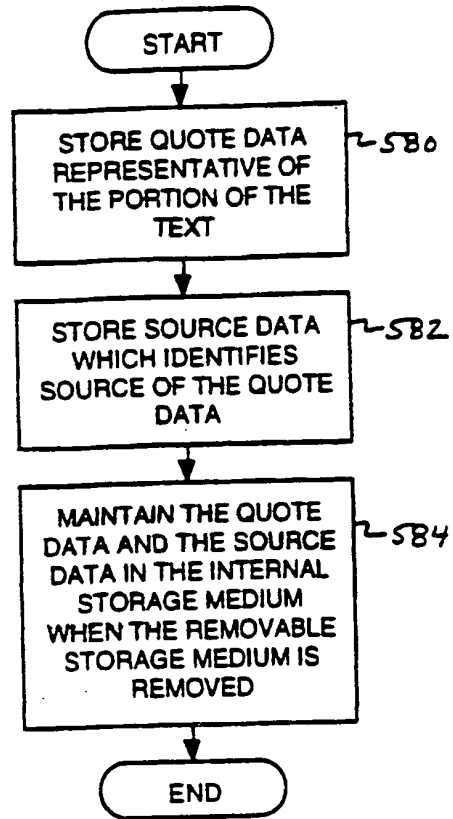 START
STORE QUOTE DATA
REPRESENTATIVE OF
THE PORTION OF THE
TEXT
580
STORE SOURCE DATA
WHICH IDENTIFIES
SOURCE OF THE QUOTE
DATA
582
MAINTAIN THE QUOTE
DATA AND THE SOURCE
DATA IN THE INTERNAL
STORAGE MEDIUM
WHEN THE REMOVABLE
STORAGE MEDIUM IS
REMOVED
584
END